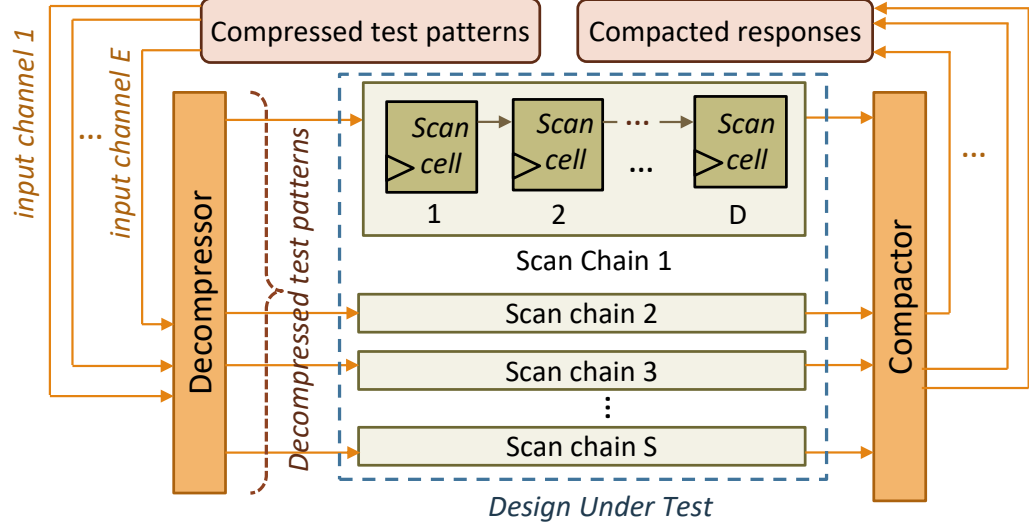 Compressed test patterns
Compacted responses
input channel 1
...
input channel E
Decompressor
Decompressed test patterns
Scan
cell
1
Scan
cell
2
...
...
Scan
cell
D
Scan Chain 1
Scan chain 2
Scan chain 3
...
Scan chain S
Design Under Test
Compactor
...